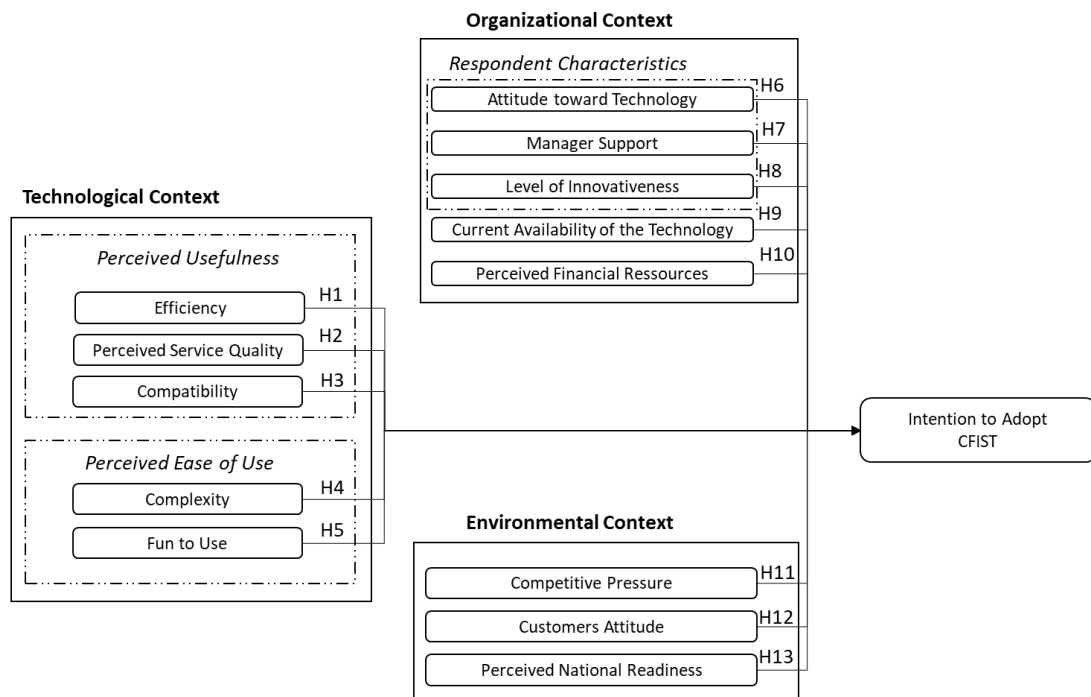 Organizational Context
Respondent Characteristics
Attitude toward Technology
H6
Manager Support
H7
Level of Innovativeness
H8
Current Availability of the Technology
H9
Perceived Financial Ressources
H10
Technological Context
Perceived Usefulness
Efficiency
H1
Perceived Service Quality
H2
Compatibility
H3
Perceived Ease of Use
Complexity
H4
Fun to Use
H5
Environmental Context
Competitive Pressure
H11
Customers Attitude
H12
Perceived National Readiness
H13
Intention to Adopt
CFIST